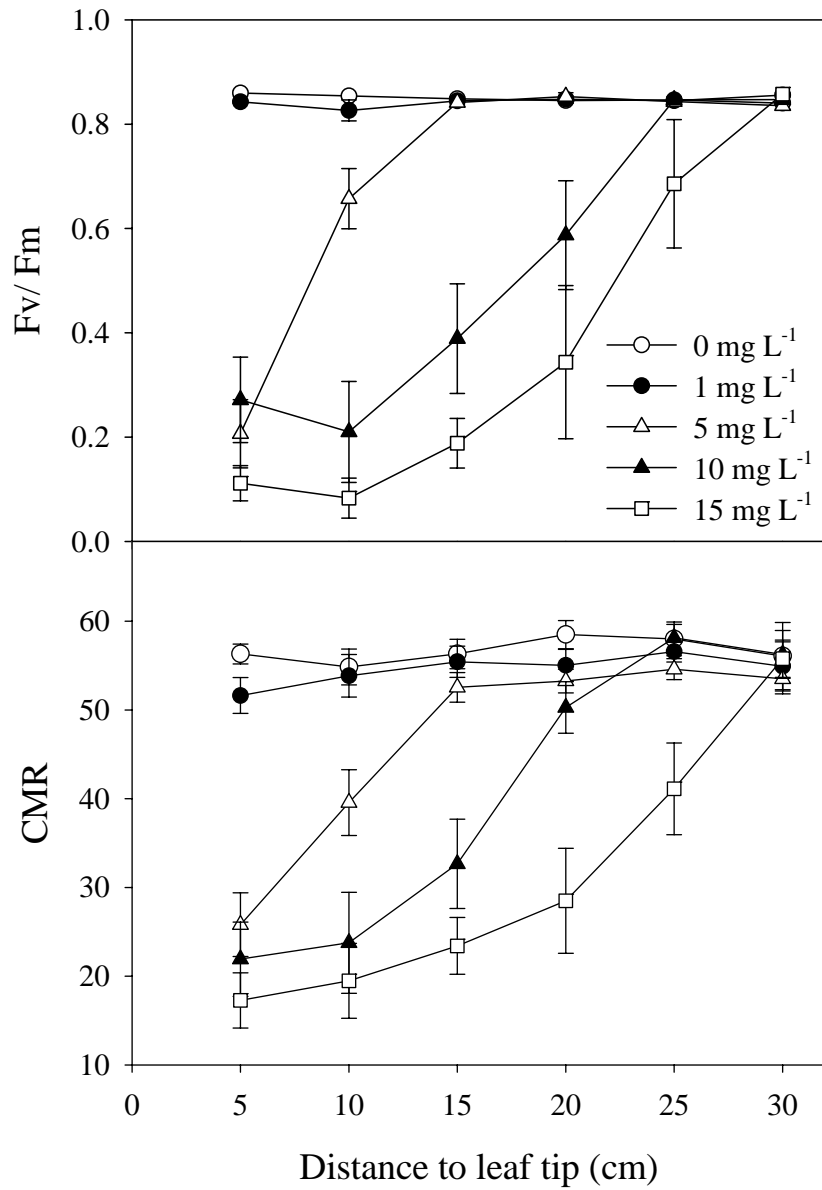 1.0
0.8
0.6
0.4
0.2
0.0
Fv/ Fm
0 mg L⁻¹
1 mg L⁻¹
5 mg L⁻¹
10 mg L⁻¹
15 mg L⁻¹
60
50
40
30
20
10
CMR
0 5 10 15 20 25 30
Distance to leaf tip (cm)